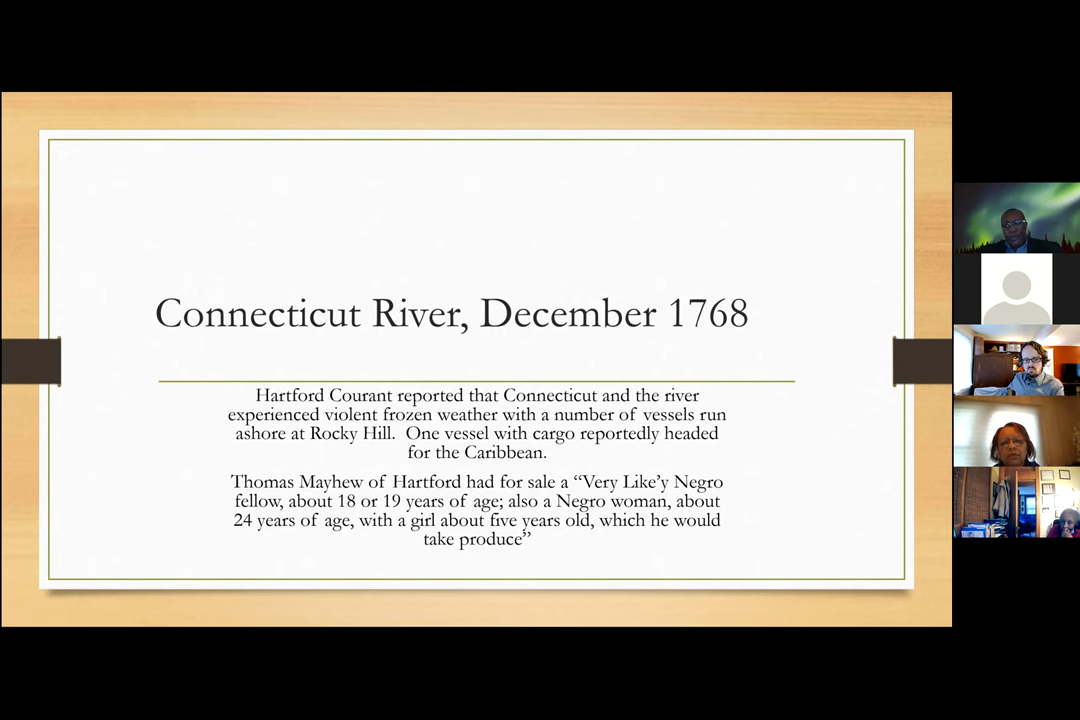 Connecticut River, December 1768
Hartford Courant reported that Connecticut and the river
experienced violent frozen weather with a number of vessels run
ashore at Rocky Hill.  One vessel with cargo reportedly headed
for the Caribbean.
Thomas Mayhew of Hartford had for sale a “Very Like’y Negro
fellow, about 18 or 19 years of age; also a Negro woman, about
24 years of age, with a girl about five years old, which he would
take produce”